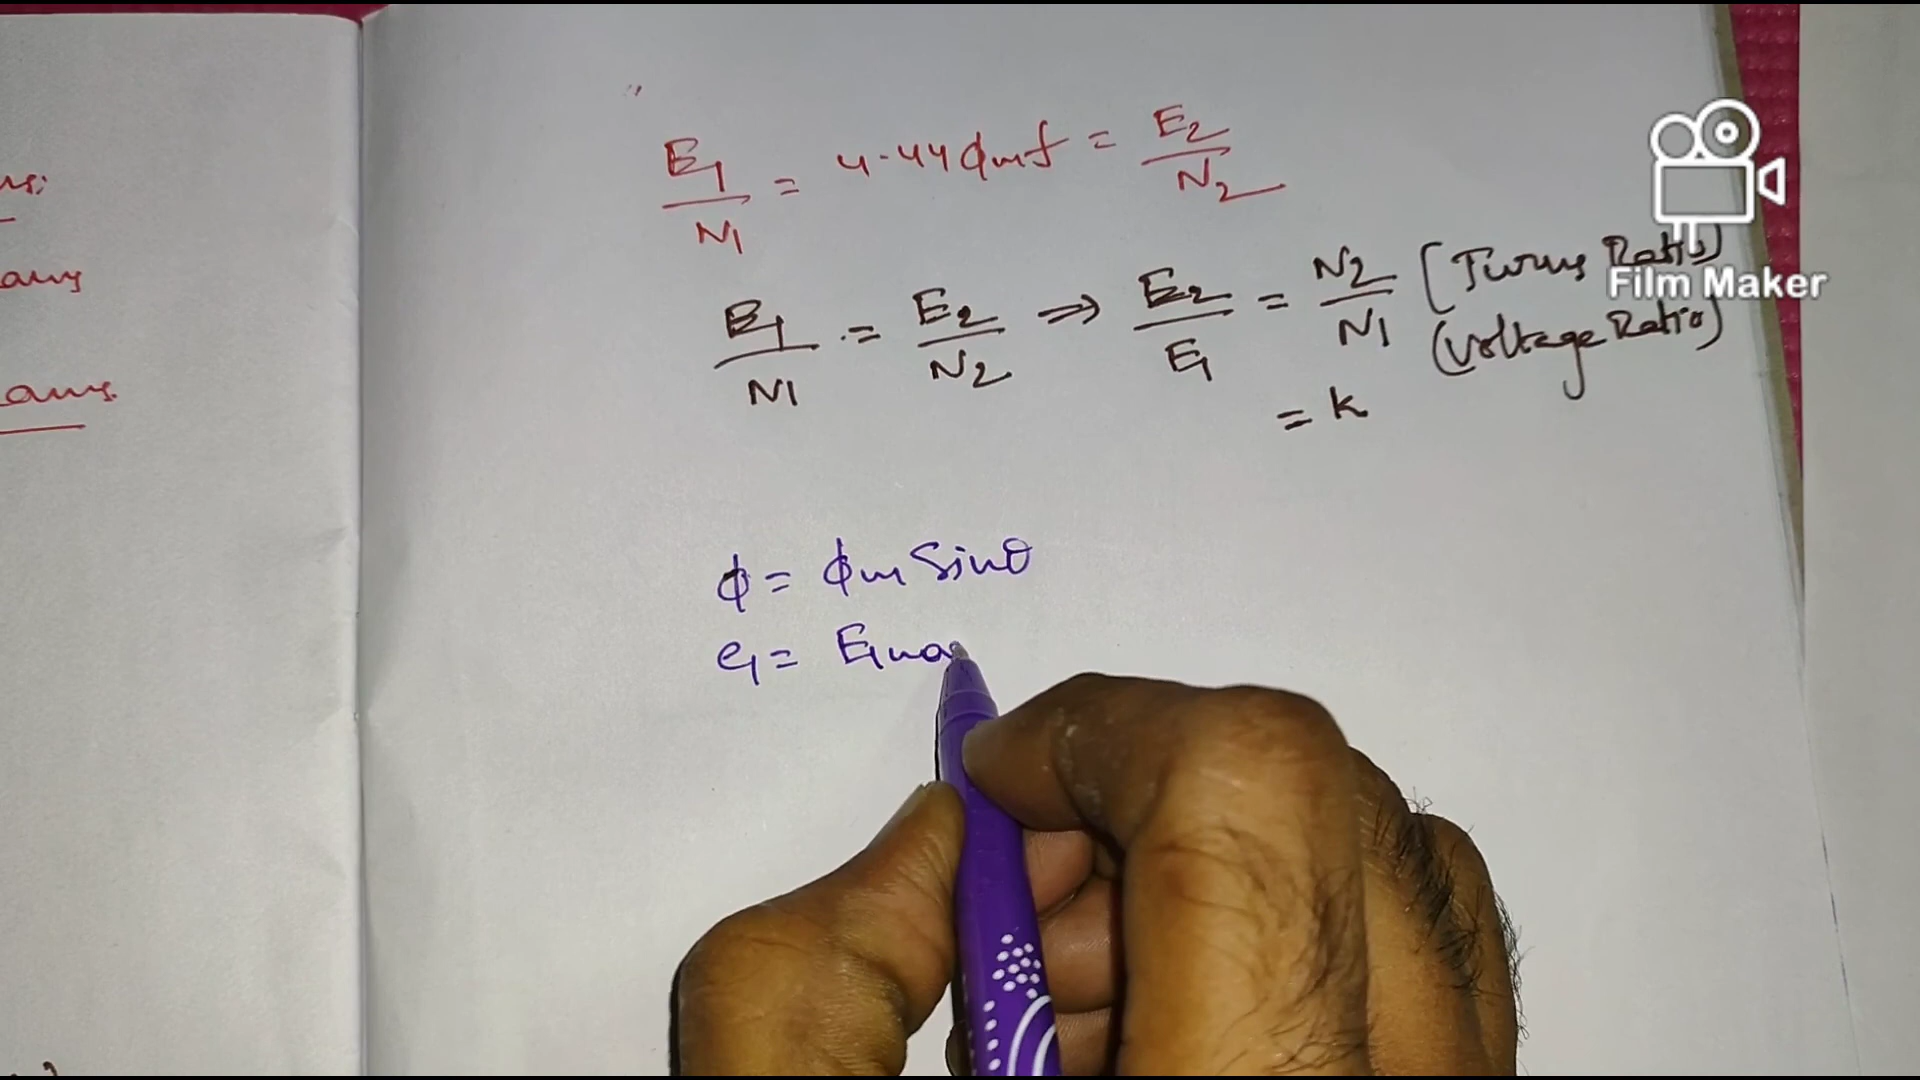 E1/N1 = 4.44 ϕm f = E2/N2
E1/N1 = E2/N2 ⇒ E2/E1 = N2/N1 [Turns Ratio)
(Voltage Ratio)
= k
ϕ = ϕm Sinθ
e1 = E1ma
Film Maker